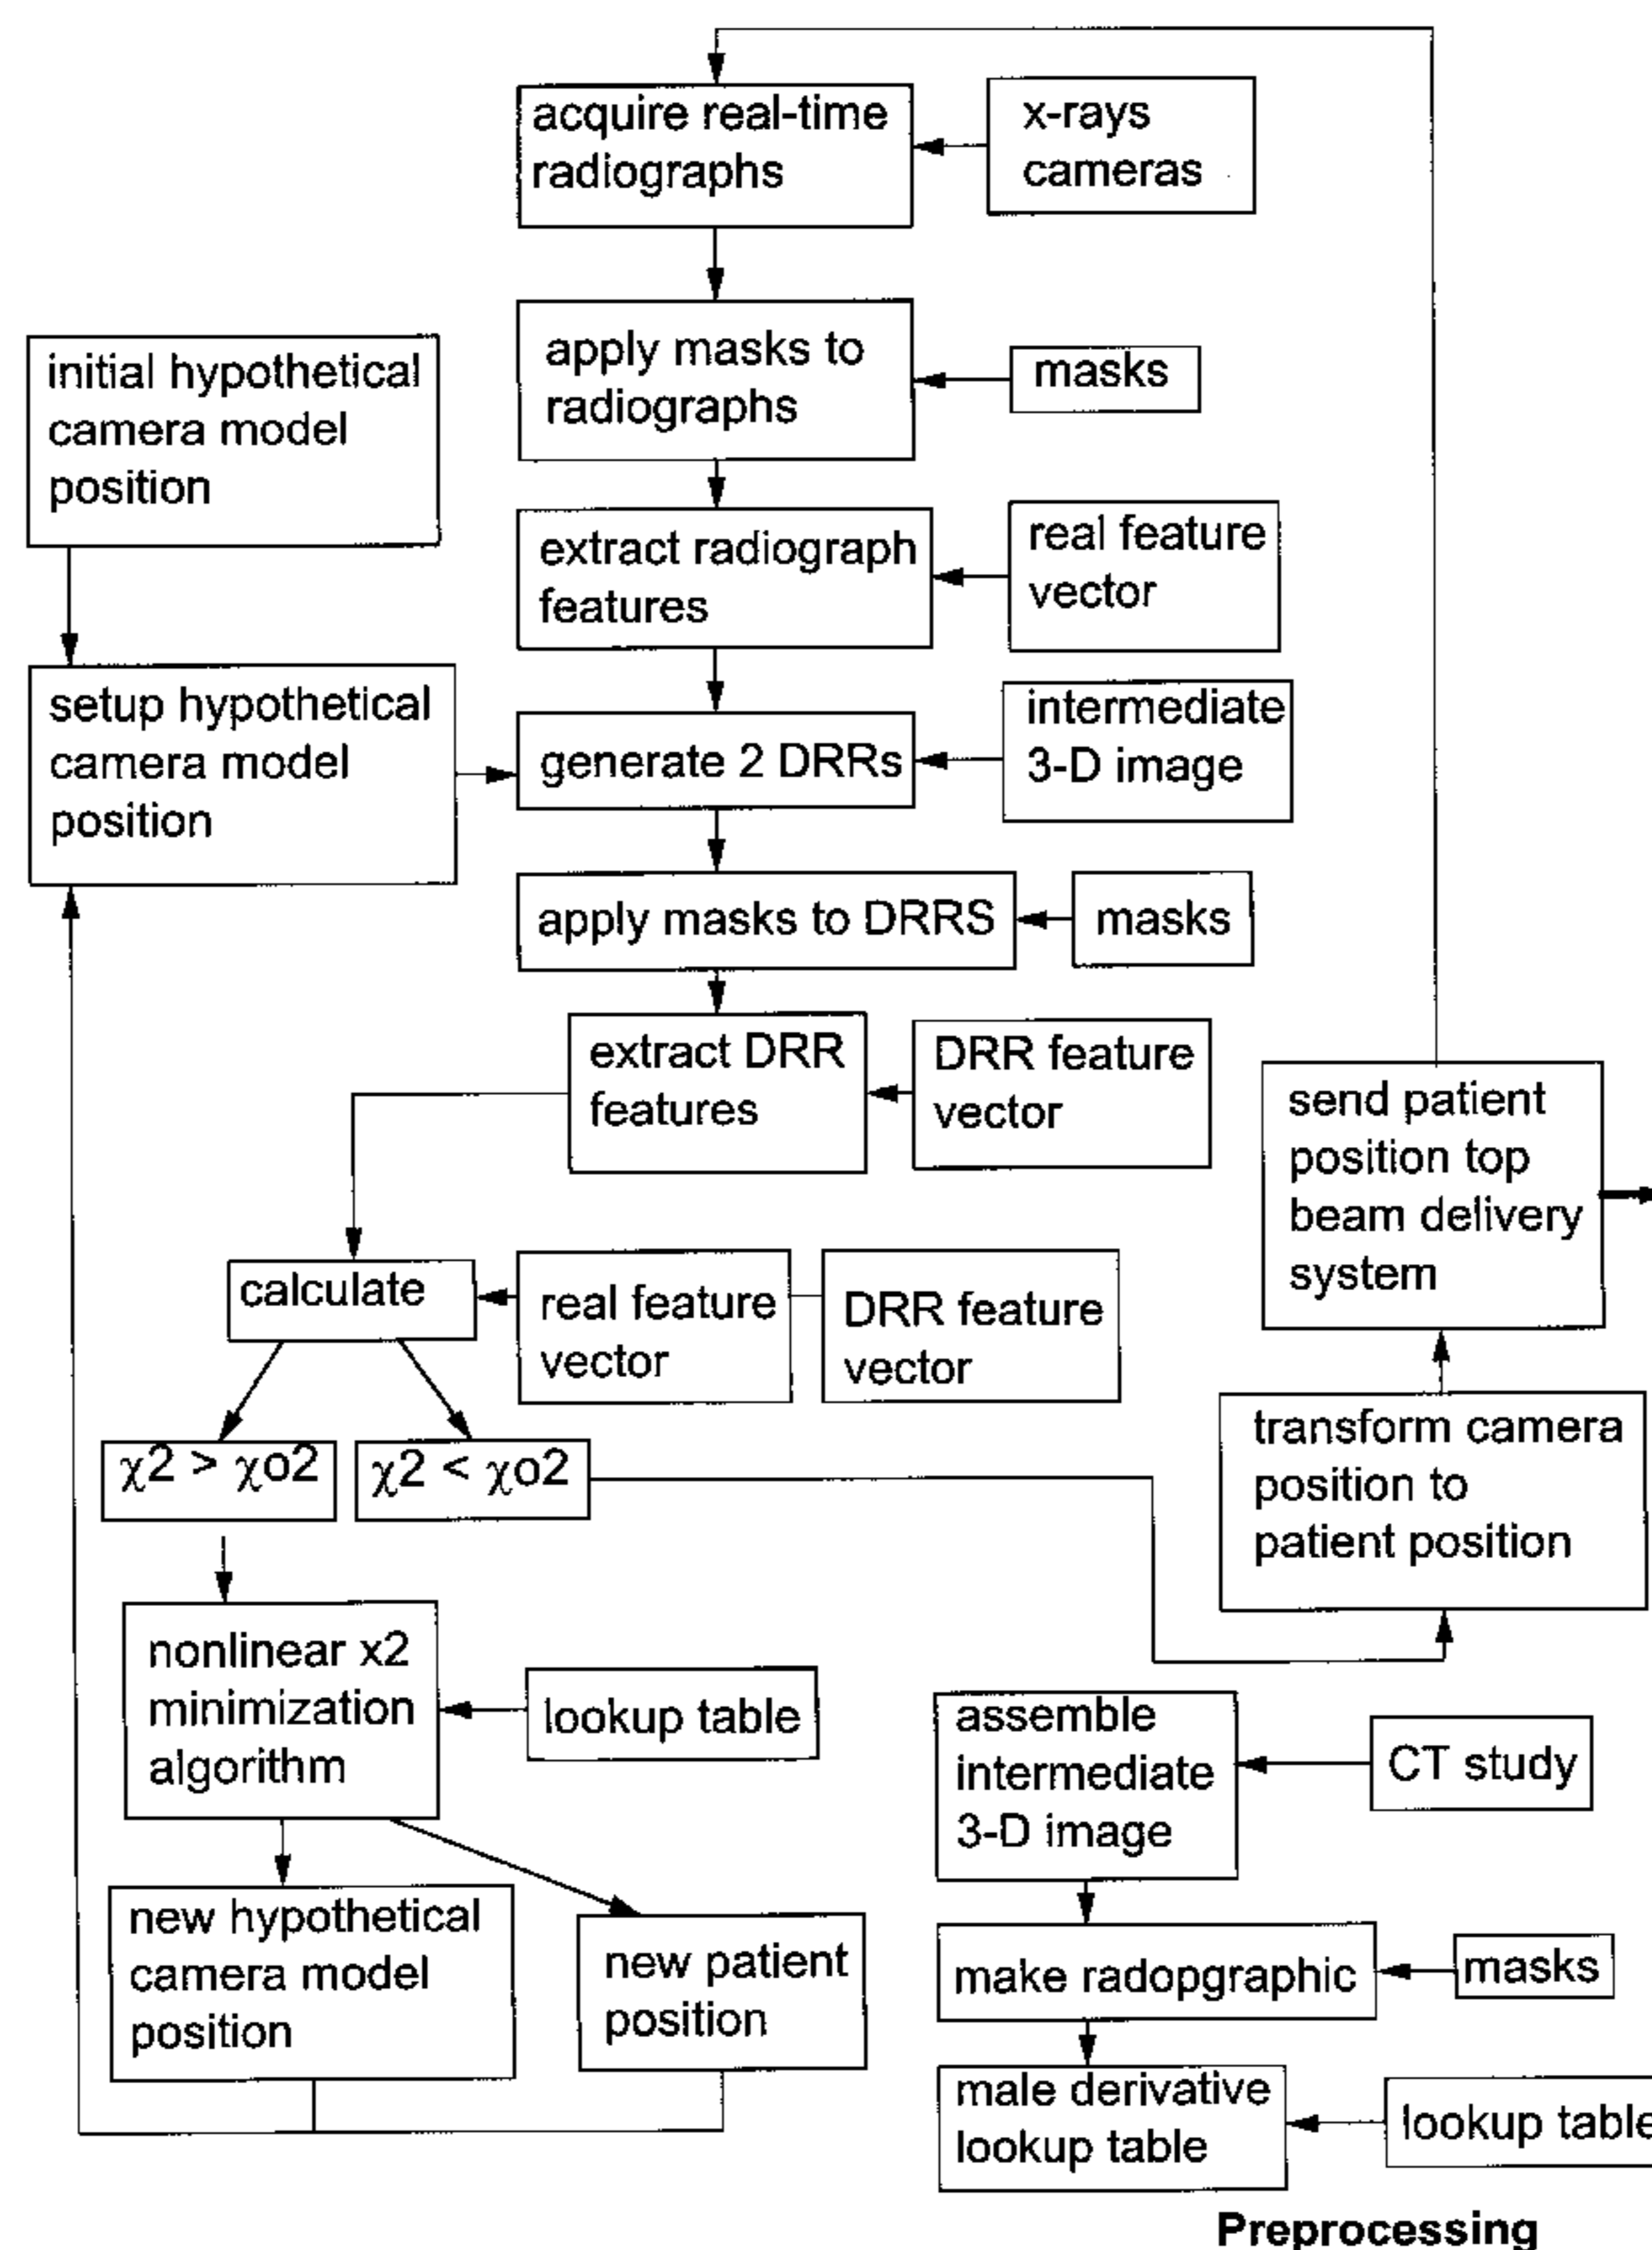 acquire real-time
radiographs
x-rays
cameras
apply masks to
radiographs
masks
initial hypothetical
camera model
position
extract radiograph
features
real feature
vector
setup hypothetical
camera model
position
generate 2 DRRs
intermediate
3-D image
apply masks to DRRS
masks
extract DRR
features
DRR feature
vector
send patient
position top
beam delivery
system
calculate
real feature
vector
DRR feature
vector
χ2 > χo2
χ2 < χo2
transform camera
position to
patient position
nonlinear x2
minimization
algorithm
lookup table
assemble
intermediate
3-D image
CT study
new hypothetical
camera model
position
new patient
position
make radopgraphic
masks
male derivative
lookup table
lookup table
Preprocessing